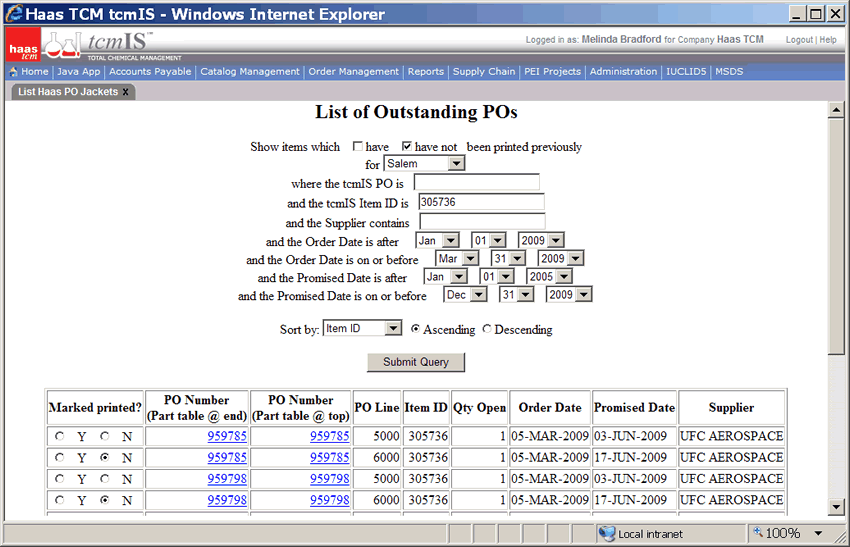 Haas TCM tcmIS - Windows Internet Explorer
haas tcm
tcmIS™
TOTAL CHEMICAL MANAGEMENT
Logged in as: Melinda Bradford for Company Haas TCM
Logout | Help
Home | Java App | Accounts Payable | Catalog Management | Order Management | Reports | Supply Chain | PEI Projects | Administration | IUCLID5 | MSDS
List Haas PO Jackets x
List of Outstanding POs
Show items which have have not been printed previously
for Salem
where the tcmIS PO is
and the tcmIS Item ID is 305736
and the Supplier contains
and the Order Date is after Jan 01 2009
and the Order Date is on or before Mar 31 2009
and the Promised Date is after Jan 01 2005
and the Promised Date is on or before Dec 31 2009
Sort by: Item ID Ascending Descending
Submit Query
Marked printed? PO Number (Part table @ end) PO Number (Part table @ top) PO Line Item ID Qty Open Order Date Promised Date Supplier
Y N 959785 959785 5000 305736 1 05-MAR-2009 03-JUN-2009 UFC AEROSPACE
Y N 959785 959785 6000 305736 1 05-MAR-2009 17-JUN-2009 UFC AEROSPACE
Y N 959798 959798 5000 305736 1 05-MAR-2009 03-JUN-2009 UFC AEROSPACE
Y N 959798 959798 6000 305736 1 05-MAR-2009 17-JUN-2009 UFC AEROSPACE
Local intranet
100%